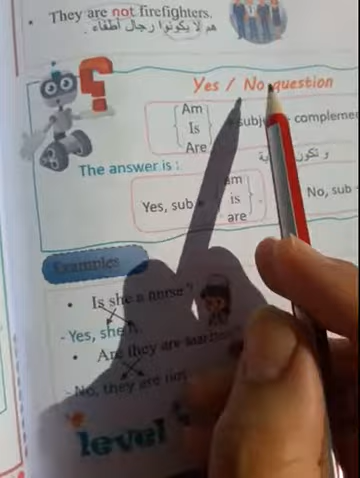 • They are not firefighters.
هم لا يكونوا رجال أطفاء .
Yes / No question
Am
Is
Are
+ complemen
The answer is :
Yes, sub +
am
is
are
.
No, sub
Examples
• Is she a nurse?
- Yes, she
• Are they are
- No, they are not
level